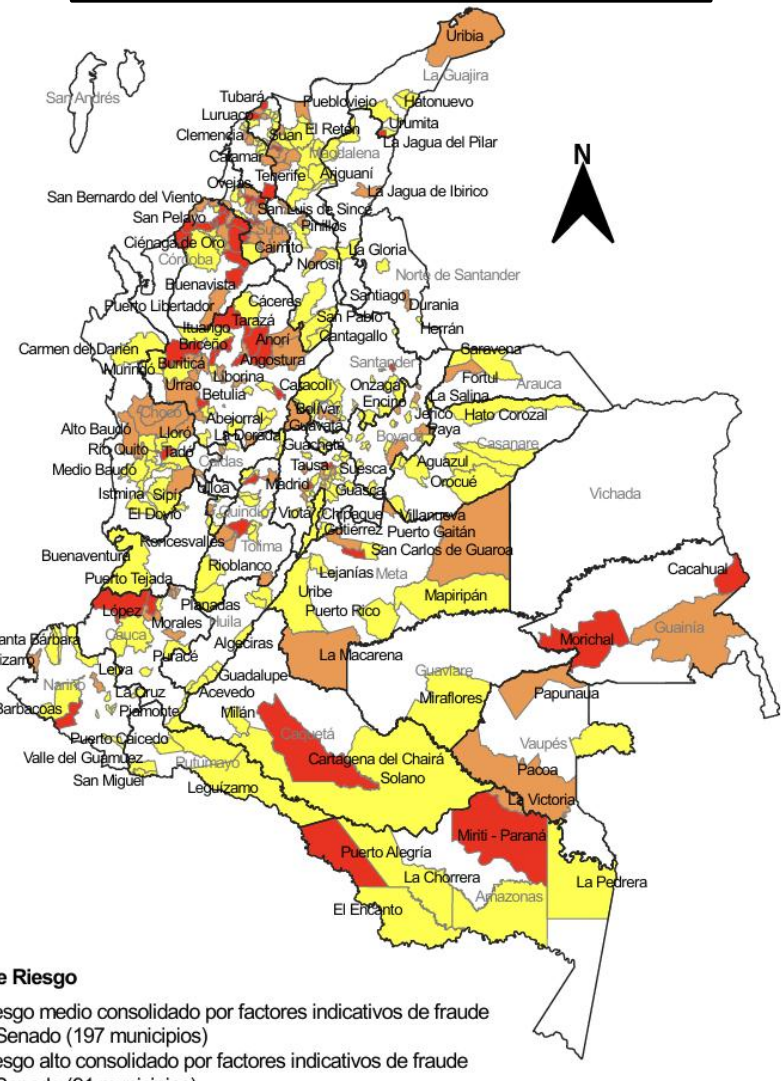 Uribia
La Guajira
San Andrés
Tubará
Puebloviejo
Hatonuevo
Luruaco
Urumita
Clemencia
Suan
El Retén
La Jagua del Pilar
N
Calamar
Magdalena
Ovejas
Tenerife
Ariguaní
San Bernardo del Viento
La Jagua de Ibirico
San Luis de Sincé
San Pelayo
Sucre
Pinillos
Ciénaga de Oro
Caimito
La Gloria
Córdoba
Norosí
Norte de Santander
Buenavista
Santiago
Puerto Libertador
Cáceres
Durania
San Pablo
Ituango
Tarazá
Herrán
Cantagallo
Carmen del Darién
Briceño
Anorí
Saravena
Murindó
Buriticá
Angostura
Santander
Fortul
Urrao
Liborina
Caracolí
Onzaga
Arauca
Betulia
Encino
La Salina
Chocó
Bolívar
Jericó
Hato Corozal
Alto Baudó
Lloró
Abejorral
Guavatá
La Dorada
Boyacá
Paya
Río Quito
Tadó
Guachetá
Casanare
Medio Baudó
Caldas
Tausa
Suesca
Aguazul
Istmina
Sipí
Ulloa
Madrid
Guasca
Orocué
Vichada
El Dovio
Quindío
Viotá
Chipaque
Villanueva
Roncesvalles
Tolima
Gutiérrez
Puerto Gaitán
Buenaventura
San Carlos de Guaroa
Rioblanco
Lejanías
Meta
Cacahual
Puerto Tejada
Uribe
Mapiripán
López
Planadas
Puerto Rico
Morales
Huila
Guainía
Santa Bárbara
Cauca
Algeciras
Morichal
Puracé
La Macarena
Leiva
Guadalupe
Guaviare
Nariño
La Cruz
Acevedo
Miraflores
Papunaua
Barbacoas
Piamonte
Milán
Caquetá
Vaupés
Puerto Caicedo
Cartagena del Chairá
Pacoa
Valle del Guamuez
Putumayo
Solano
San Miguel
Leguízamo
La Victoria
Miriti - Paraná
Puerto Alegría
La Chorrera
La Pedrera
Amazonas
El Encanto
e Riesgo
esgo medio consolidado por factores indicativos de fraude
Senado (197 municipios)
esgo alto consolidado por factores indicativos de fraude